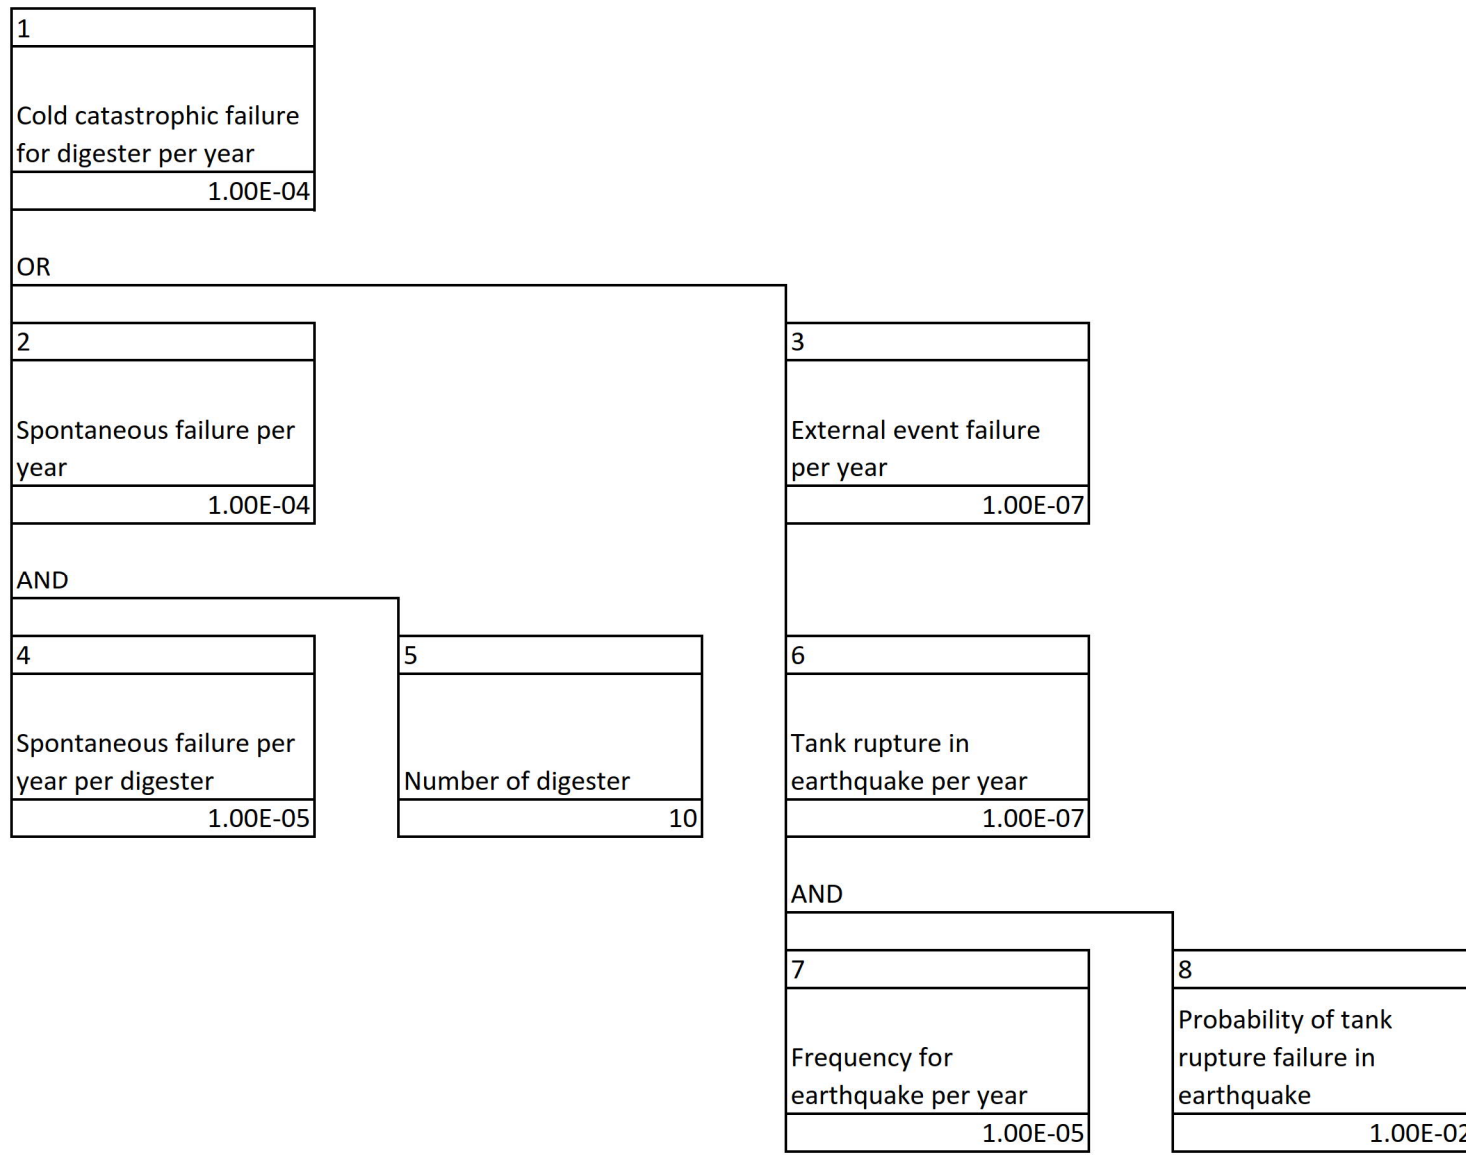 1
Cold catastrophic failure
for digester per year
1.00E-04
OR
2
Spontaneous failure per
year
1.00E-04
3
External event failure
per year
1.00E-07
AND
4
Spontaneous failure per
year per digester
1.00E-05
5
Number of digester
10
6
Tank rupture in
earthquake per year
1.00E-07
AND
7
Frequency for
earthquake per year
1.00E-05
8
Probability of tank
rupture failure in
earthquake
1.00E-02